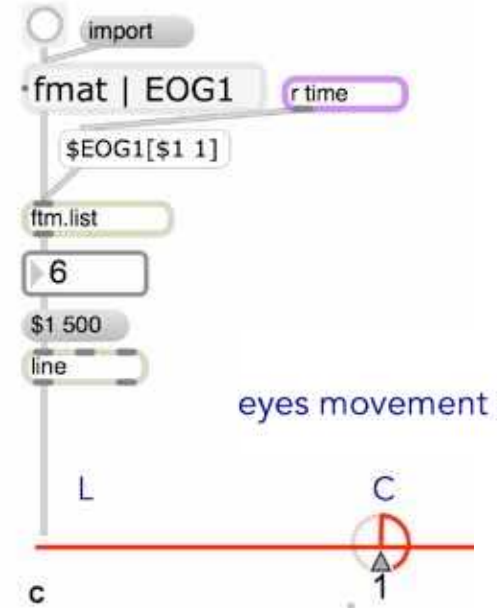 import
fmat | EOG1
r time
$EOG1[$1 1]
ftm.list
6
$1 500
line
eyes movement
L C
1
c